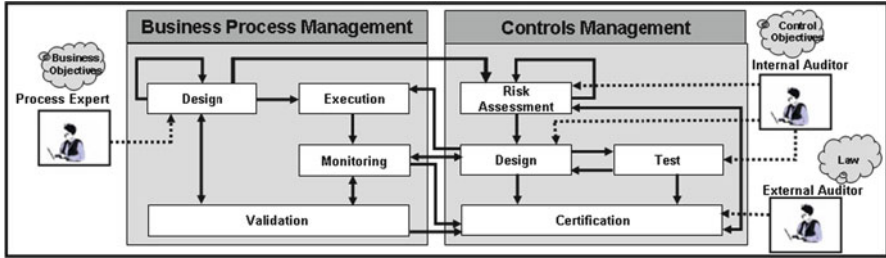 Business Process Management
Controls Management
Business
Objectives
Process Expert
Control
Objectives
Internal Auditor
Design
Execution
Risk
Assessment
Monitoring
Design
Test
Law
External Auditor
Validation
Certification